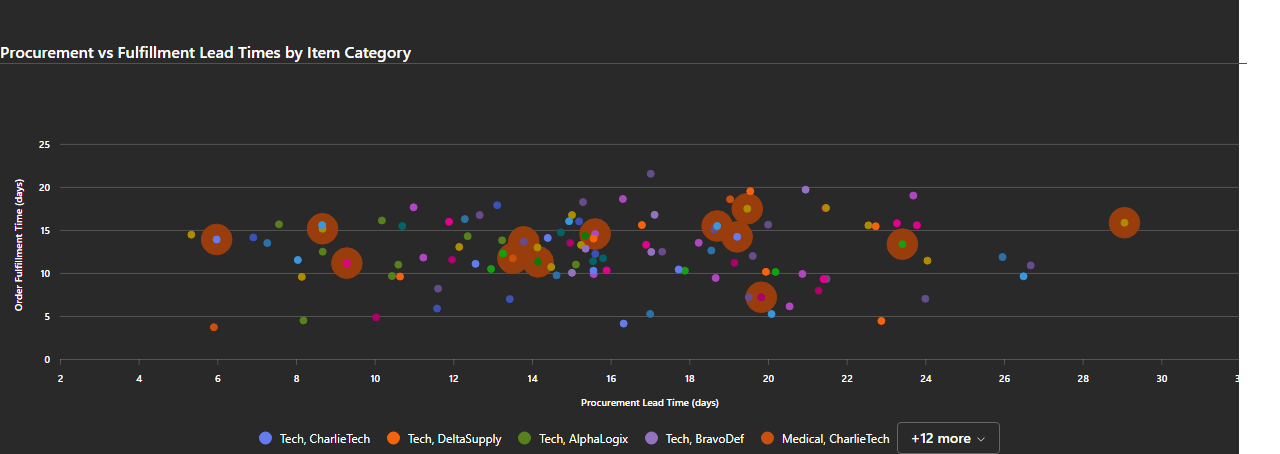 Procurement vs Fulfillment Lead Times by Item Category
25
20
15
10
5
0
Order Fulfillment Time (days)
2 4 6 8 10 12 14 16 18 20 22 24 26 28 30
Procurement Lead Time (days)
Tech, CharlieTech Tech, DeltaSupply Tech, AlphaLogix Tech, BravoDef Medical, CharlieTech +12 more